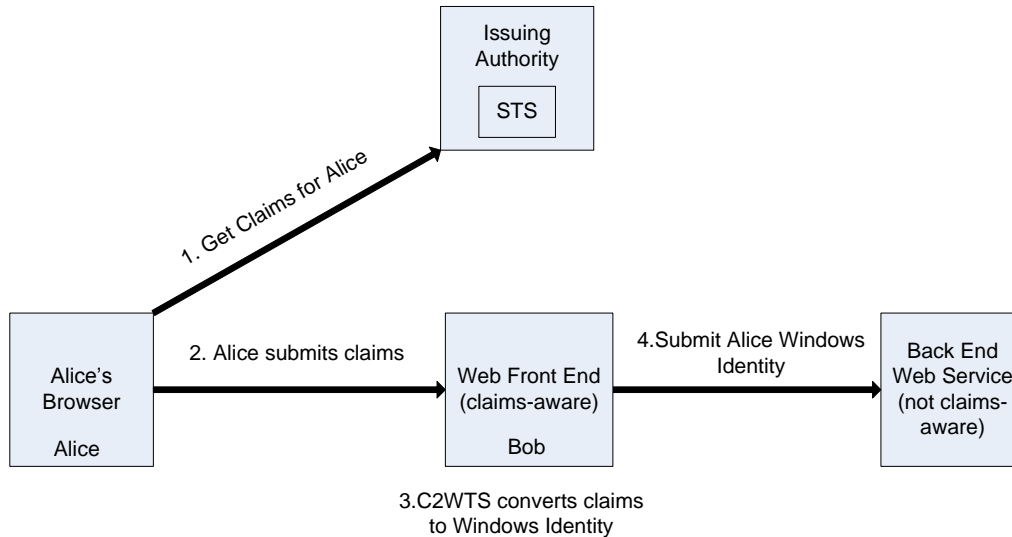 Issuing
Authority
STS
1. Get Claims for Alice
2. Alice submits claims
4.Submit Alice Windows
Identity
Alice’s
Browser
Alice
Web Front End
(claims-aware)
Bob
Back End
Web Service
(not claims-
aware)
3.C2WTS converts claims
to Windows Identity